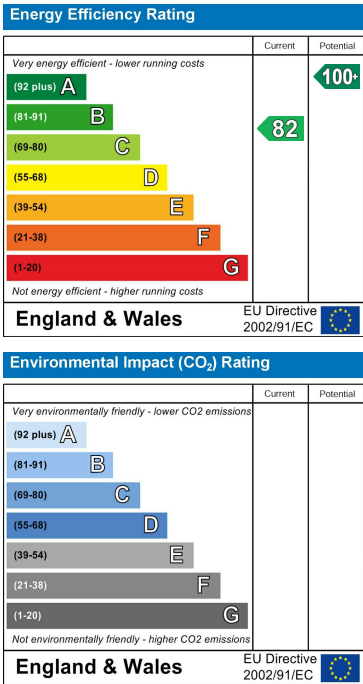 Energy Efficiency Rating
Current Potential
Very energy efficient - lower running costs
(92 plus) A
100+
(81-91) B
82
(69-80) C
(55-68) D
(39-54) E
(21-38) F
(1-20) G
Not energy efficient - higher running costs
England & Wales
EU Directive
2002/91/EC
Environmental Impact (CO₂) Rating
Current Potential
Very environmentally friendly - lower CO2 emissions
(92 plus) A
(81-91) B
(69-80) C
(55-68) D
(39-54) E
(21-38) F
(1-20) G
Not environmentally friendly - higher CO2 emissions
England & Wales
EU Directive
2002/91/EC